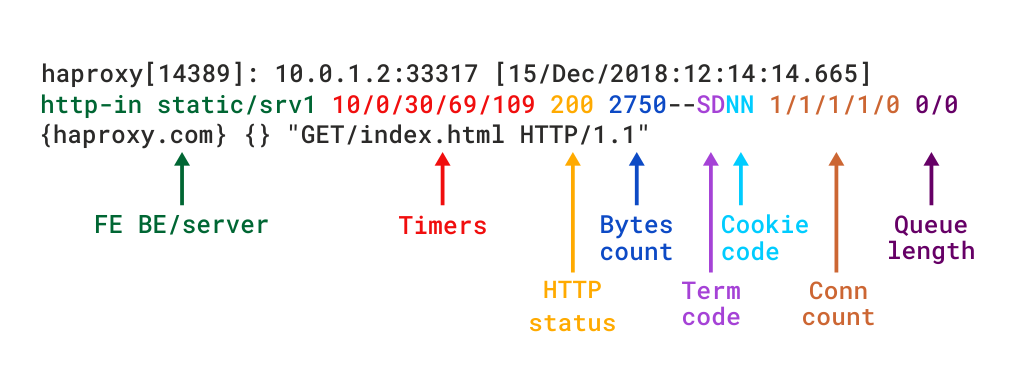 haproxy[14389]: 10.0.1.2:33317 [15/Dec/2018:12:14:14.665]
http-in static/srv1 10/0/30/69/109 200 2750--SDNN 1/1/1/1/0 0/0
{haproxy.com} {} "GET/index.html HTTP/1.1"
FE BE/server
Timers
Bytes
count
Cookie
code
Queue
length
HTTP
status
Term
code
Conn
count